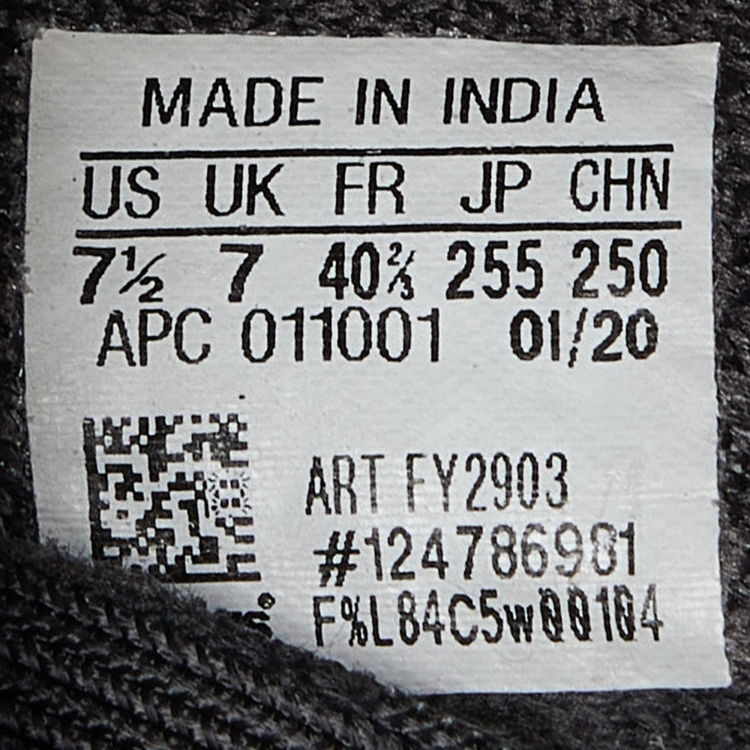 MADE IN INDIA
US UK FR JP CHN
7½ 7 40⅔ 255 250
APC 011001 01/20
ART FY2903
#124786981
F%L84C5w00104